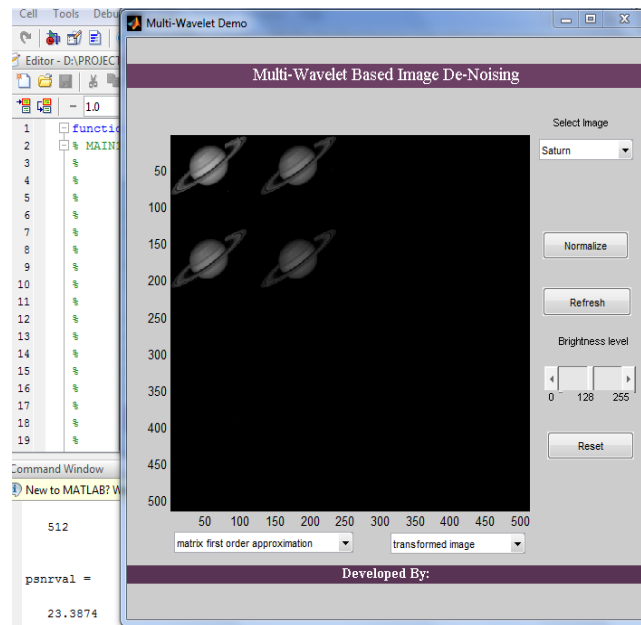 Cell Tools Debu
Multi-Wavelet Demo
Editor - D:\PROJECT
1.0
1 functio
2 % MAIN
3 %
4 %
5 %
6 %
7 %
8 %
9 %
10 %
11 %
12 %
13 %
14 %
15 %
16 %
17 %
18 %
19 %
Command Window
New to MATLAB? W
512
psnrval =
23.3874
Multi-Wavelet Based Image De-Noising
Select Image
Saturn
Normalize
Refresh
Brightness level
0 128 255
Reset
50
100
150
200
250
300
350
400
450
500
50 100 150 200 250 300 350 400 450 500
matrix first order approximation
transformed image
Developed By: